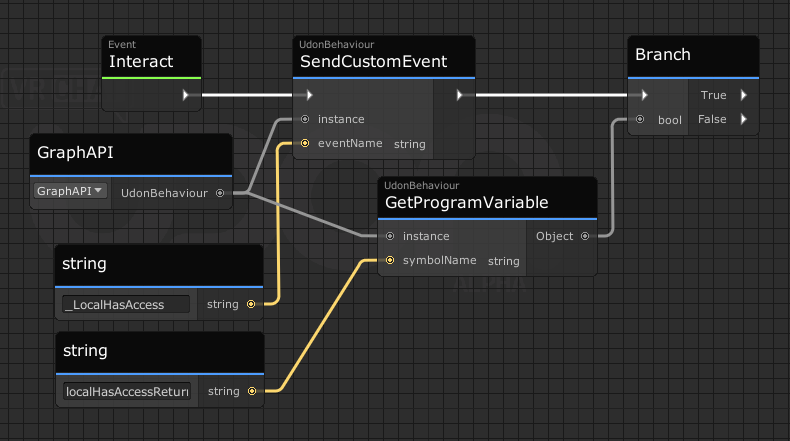 Event
Interact
UdonBehaviour
SendCustomEvent
instance
eventName string
Branch
True
False
bool
GraphAPI
GraphAPI UdonBehaviour
UdonBehaviour
GetProgramVariable
instance Object
symbolName string
string
_LocalHasAccess string
string
localHasAccessReturn string